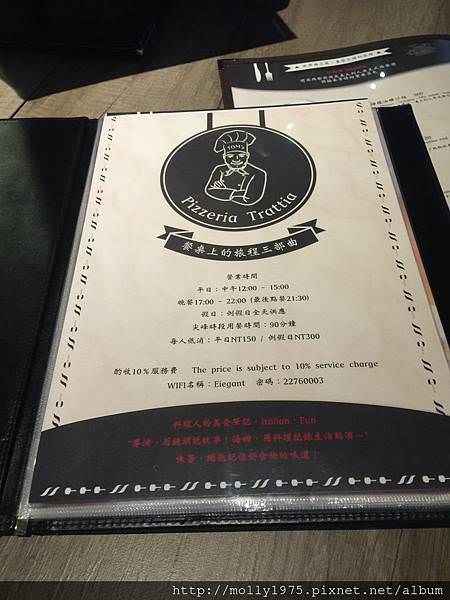 TOM'S
Pizzeria Trattia
餐桌上的旅程三部曲
營業時間
平日：中午12:00 - 15:00
晚餐17:00 - 22:00 (最後點餐21:30)
假日：例假日全天供應
尖峰時段用餐時間：90分鐘
每人低消：平日NT150 / 例假日NT300
酌收10%服務費 The price is subject to 10% service charge
WIFI名稱：Eiegant 密碼：22760003
料理人的美食筆記，Italian，Fun
味蕾，總能記住好食物的味道！
http://molly1975.pixnet.net/album